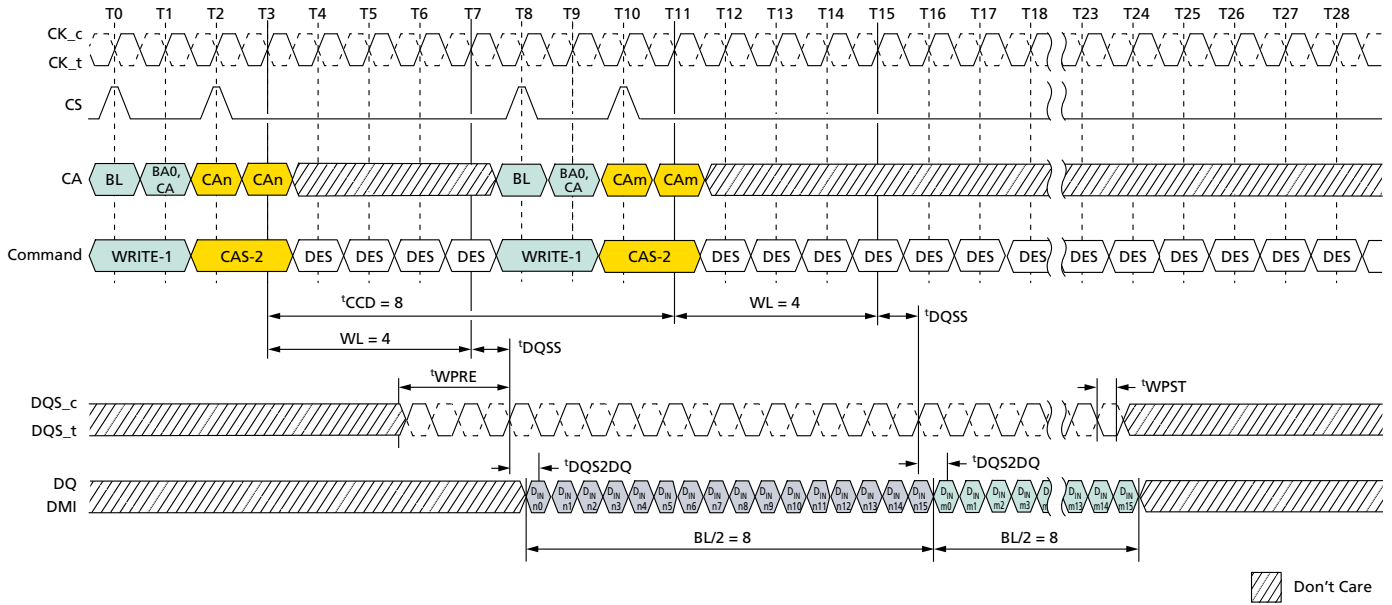 T0 T1 T2 T3 T4 T5 T6 T7 T8 T9 T10 T11 T12 T13 T14 T15 T16 T17 T18 T23 T24 T25 T26 T27 T28
CK_c
CK_t
CS
CA BL BA0, CA CAn CAn BL BA0, CA CAm CAm
Command WRITE-1 CAS-2 DES DES DES DES WRITE-1 CAS-2 DES DES DES DES DES DES DES DES DES DES DES DES DES
tCCD = 8 WL = 4 tDQSS
WL = 4 tDQSS
tWPRE tWPST
DQS_c
DQS_t
tDQS2DQ tDQS2DQ
DQ
DMI
DIN n0 DIN n1 DIN n2 DIN n3 DIN n4 DIN n5 DIN n6 DIN n7 DIN n8 DIN n9 DIN n10 DIN n11 DIN n12 DIN n13 DIN n14 DIN n15 DIN m0 DIN m1 DIN m2 DIN m3 DIN m13 DIN m14 DIN m15
BL/2 = 8 BL/2 = 8
Don't Care